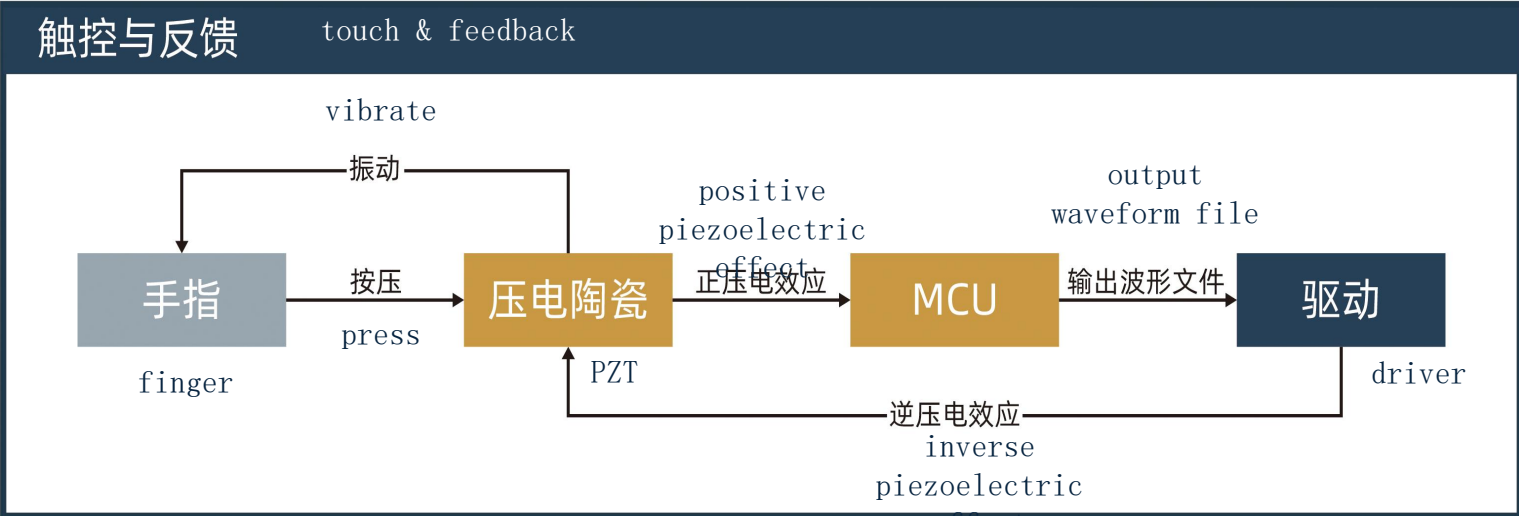 触控与反馈
touch & feedback
vibrate
振动
positive
piezoelectric
effect
正压电效应
output
waveform file
输出波形文件
手指
按压
压电陶瓷
MCU
驱动
press
finger
PZT
driver
逆压电效应
inverse
piezoelectric